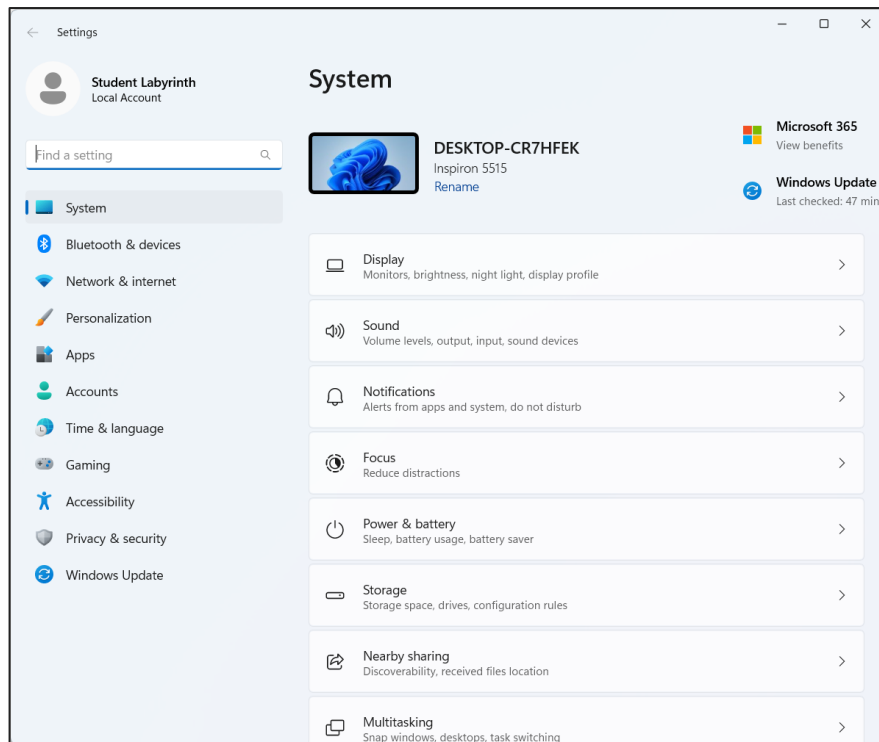 Settings
Student Labyrinth
Local Account
Find a setting
System
Bluetooth & devices
Network & internet
Personalization
Apps
Accounts
Time & language
Gaming
Accessibility
Privacy & security
Windows Update
System
DESKTOP-CR7HFEK
Inspiron 5515
Rename
Microsoft 365
View benefits
Windows Update
Last checked: 47 min
Display
Monitors, brightness, night light, display profile
Sound
Volume levels, output, input, sound devices
Notifications
Alerts from apps and system, do not disturb
Focus
Reduce distractions
Power & battery
Sleep, battery usage, battery saver
Storage
Storage space, drives, configuration rules
Nearby sharing
Discoverability, received files location
Multitasking
Snap windows, desktops, task switching